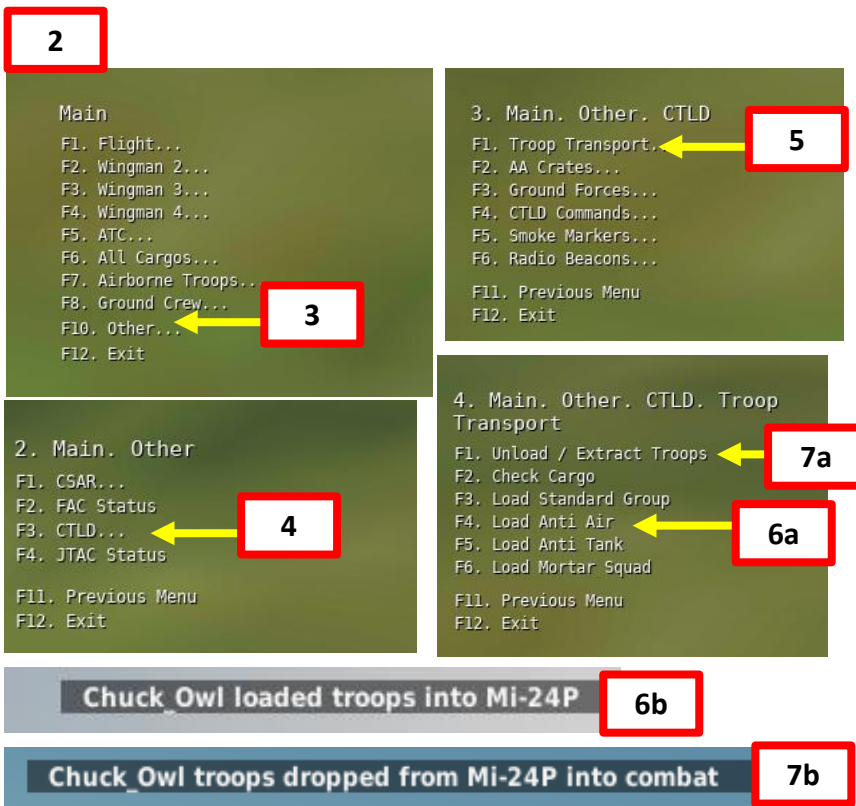 2
Main
F1. Flight...
F2. Wingman 2...
F3. Wingman 3...
F4. Wingman 4...
F5. ATC...
F6. All Cargos...
F7. Airborne Troops..
F8. Ground Crew...
F10. Other...
F12. Exit
3
3. Main. Other. CTLD
F1. Troop Transport..
F2. AA Crates...
F3. Ground Forces...
F4. CTLD Commands...
F5. Smoke Markers...
F6. Radio Beacons...
F11. Previous Menu
F12. Exit
5
2. Main. Other
F1. CSAR...
F2. FAC Status
F3. CTLD...
F4. JTAC Status
F11. Previous Menu
F12. Exit
4
4. Main. Other. CTLD. Troop
Transport
F1. Unload / Extract Troops
F2. Check Cargo
F3. Load Standard Group
F4. Load Anti Air
F5. Load Anti Tank
F6. Load Mortar Squad
F11. Previous Menu
F12. Exit
7a
6a
Chuck_Owl loaded troops into Mi-24P
6b
Chuck_Owl troops dropped from Mi-24P into combat
7b